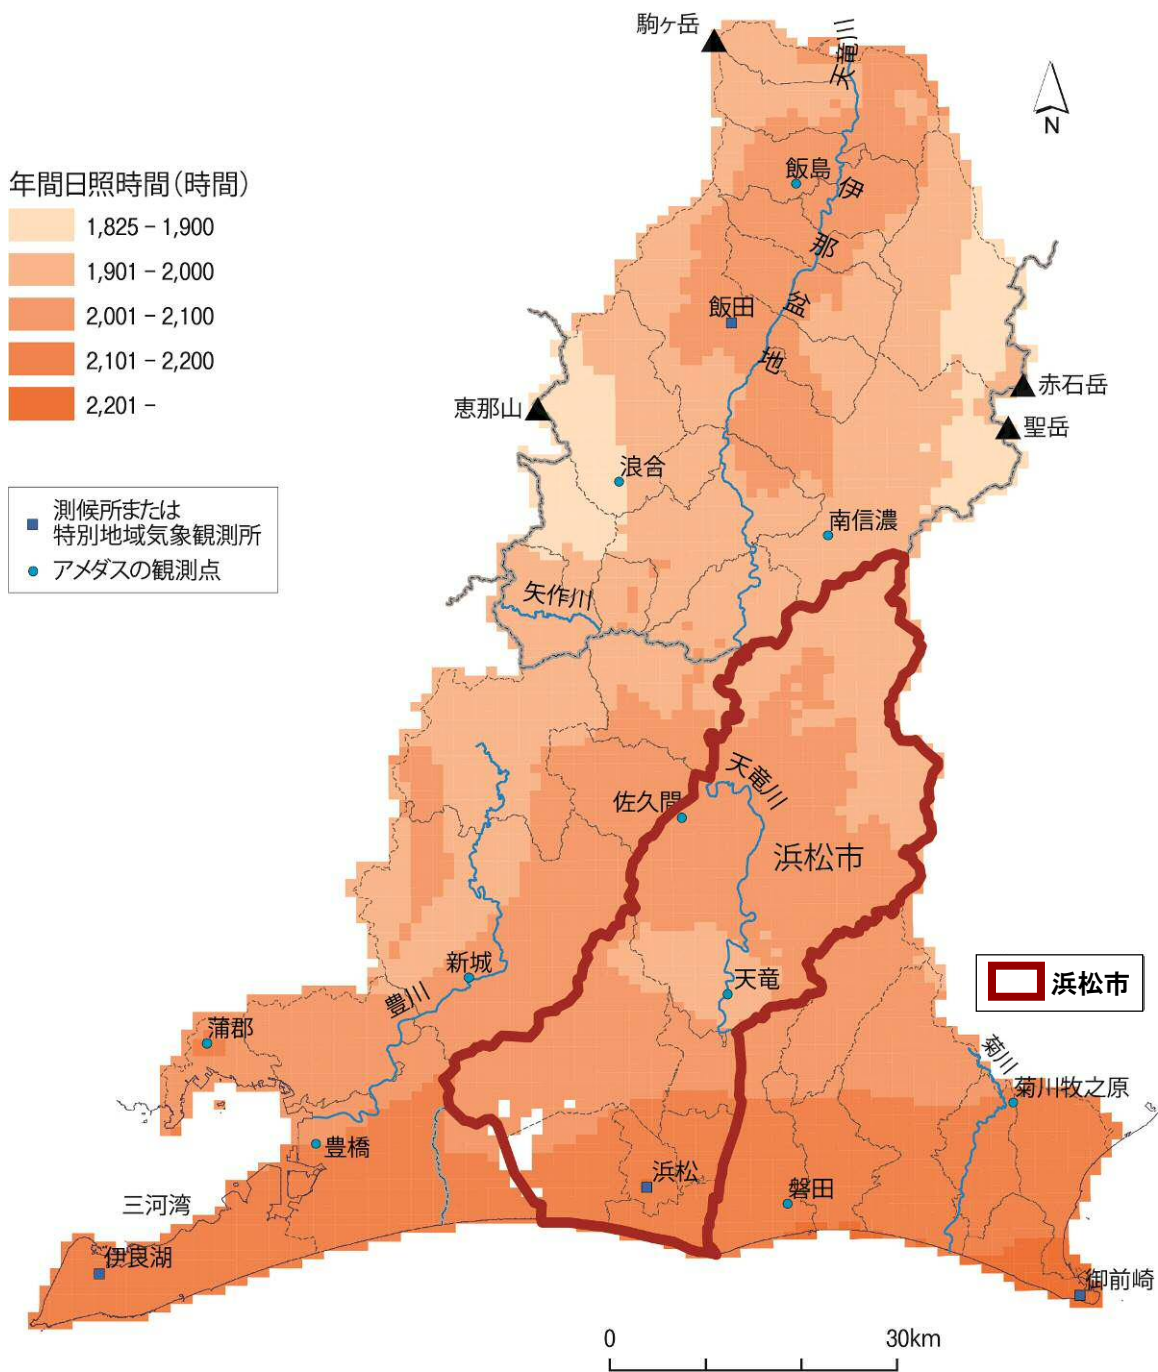 駒ヶ岳
天竜川
N
年間日照時間(時間)
1,825 - 1,900
1,901 - 2,000
2,001 - 2,100
2,101 - 2,200
2,201 -
飯島
伊那盆地
飯田
赤石岳
恵那山
聖岳
浪合
測候所または
特別地域気象観測所
アメダスの観測点
南信濃
矢作川
天竜川
佐久間
浜松市
新城
天竜
浜松市
豊川
蒲郡
菊川
菊川牧之原
豊橋
浜松
磐田
三河湾
伊良湖
御前崎
0
30km